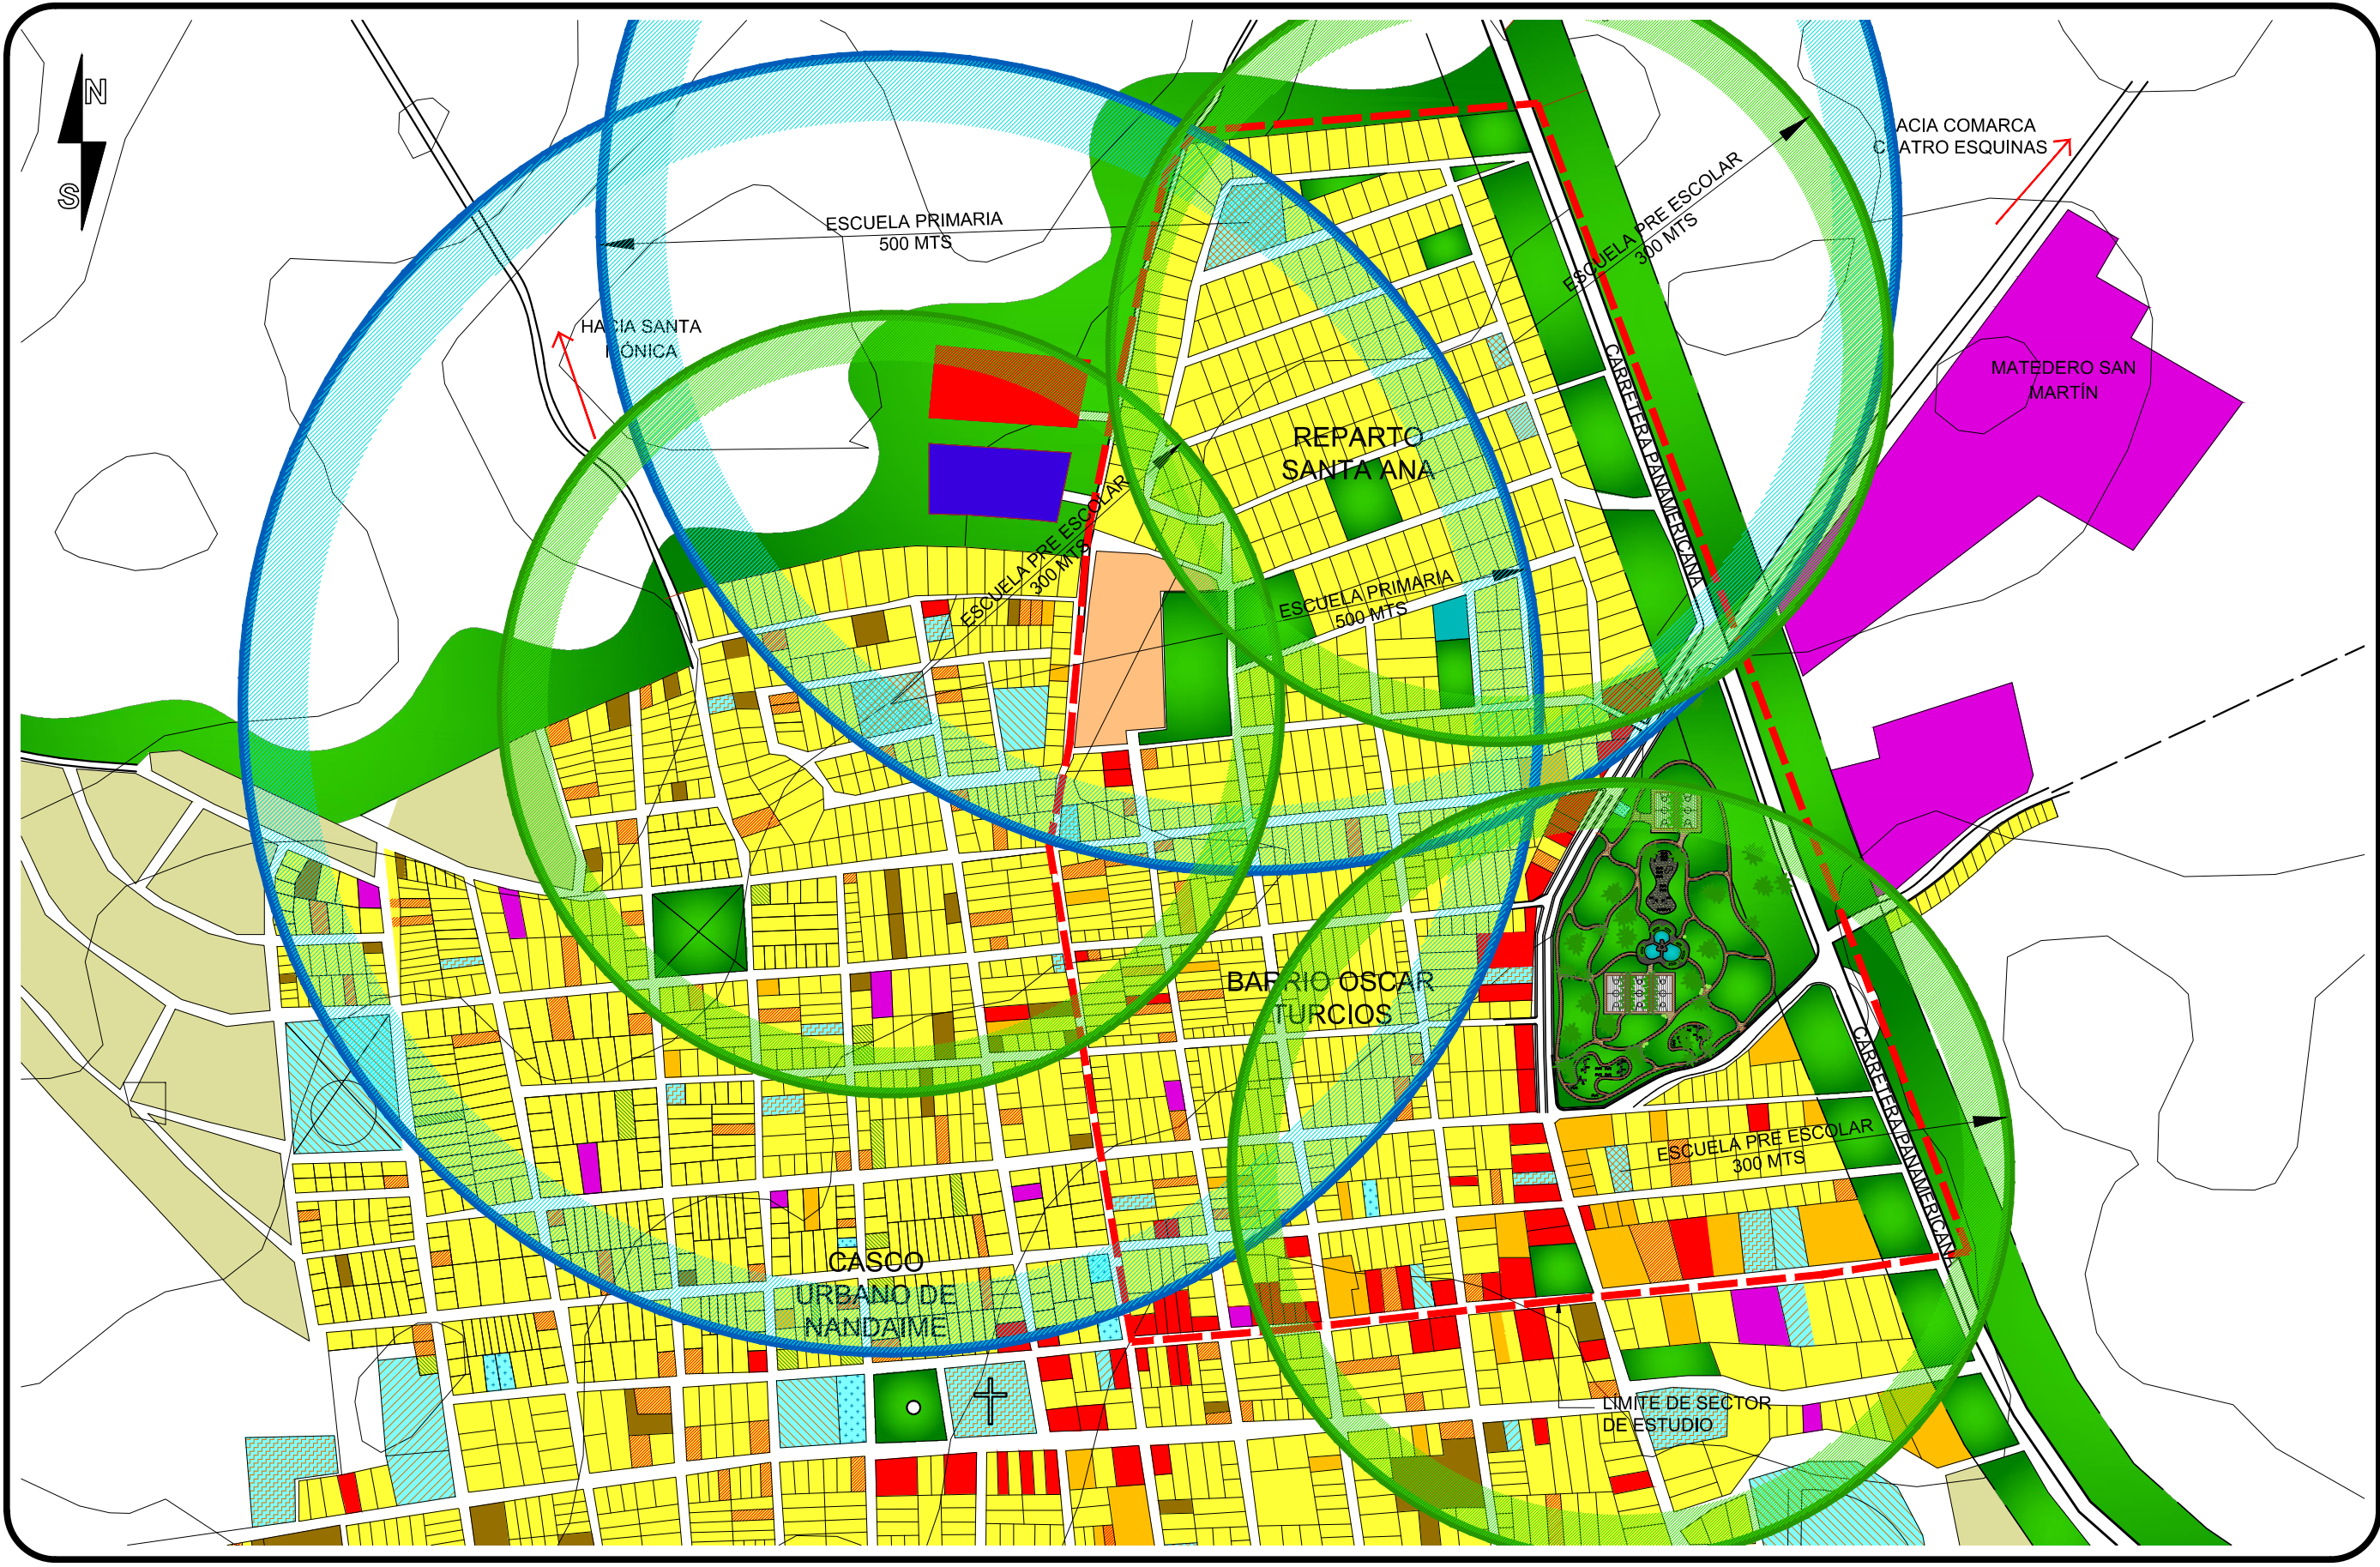 N
S
ACIA COMARCA
C ATRO ESQUINAS
ESCUELA PRIMARIA
500 MTS
ESCUELA PRE ESCOLAR
300 MTS
HACIA SANTA
MÓNICA
MATEDERO SAN
MARTÍN
CARRETERA PANAMERICANA
REPARTO
SANTA ANA
ESCUELA PRE ESCOLAR
300 MTS
ESCUELA PRIMARIA
500 MTS
BARRIO OSCAR
TURCIOS
CARRETERA PANAMERICANA
ESCUELA PRE ESCOLAR
300 MTS
CASCO
URBANO DE
NANDAIME
LÍMITE DE SECTOR
DE ESTUDIO